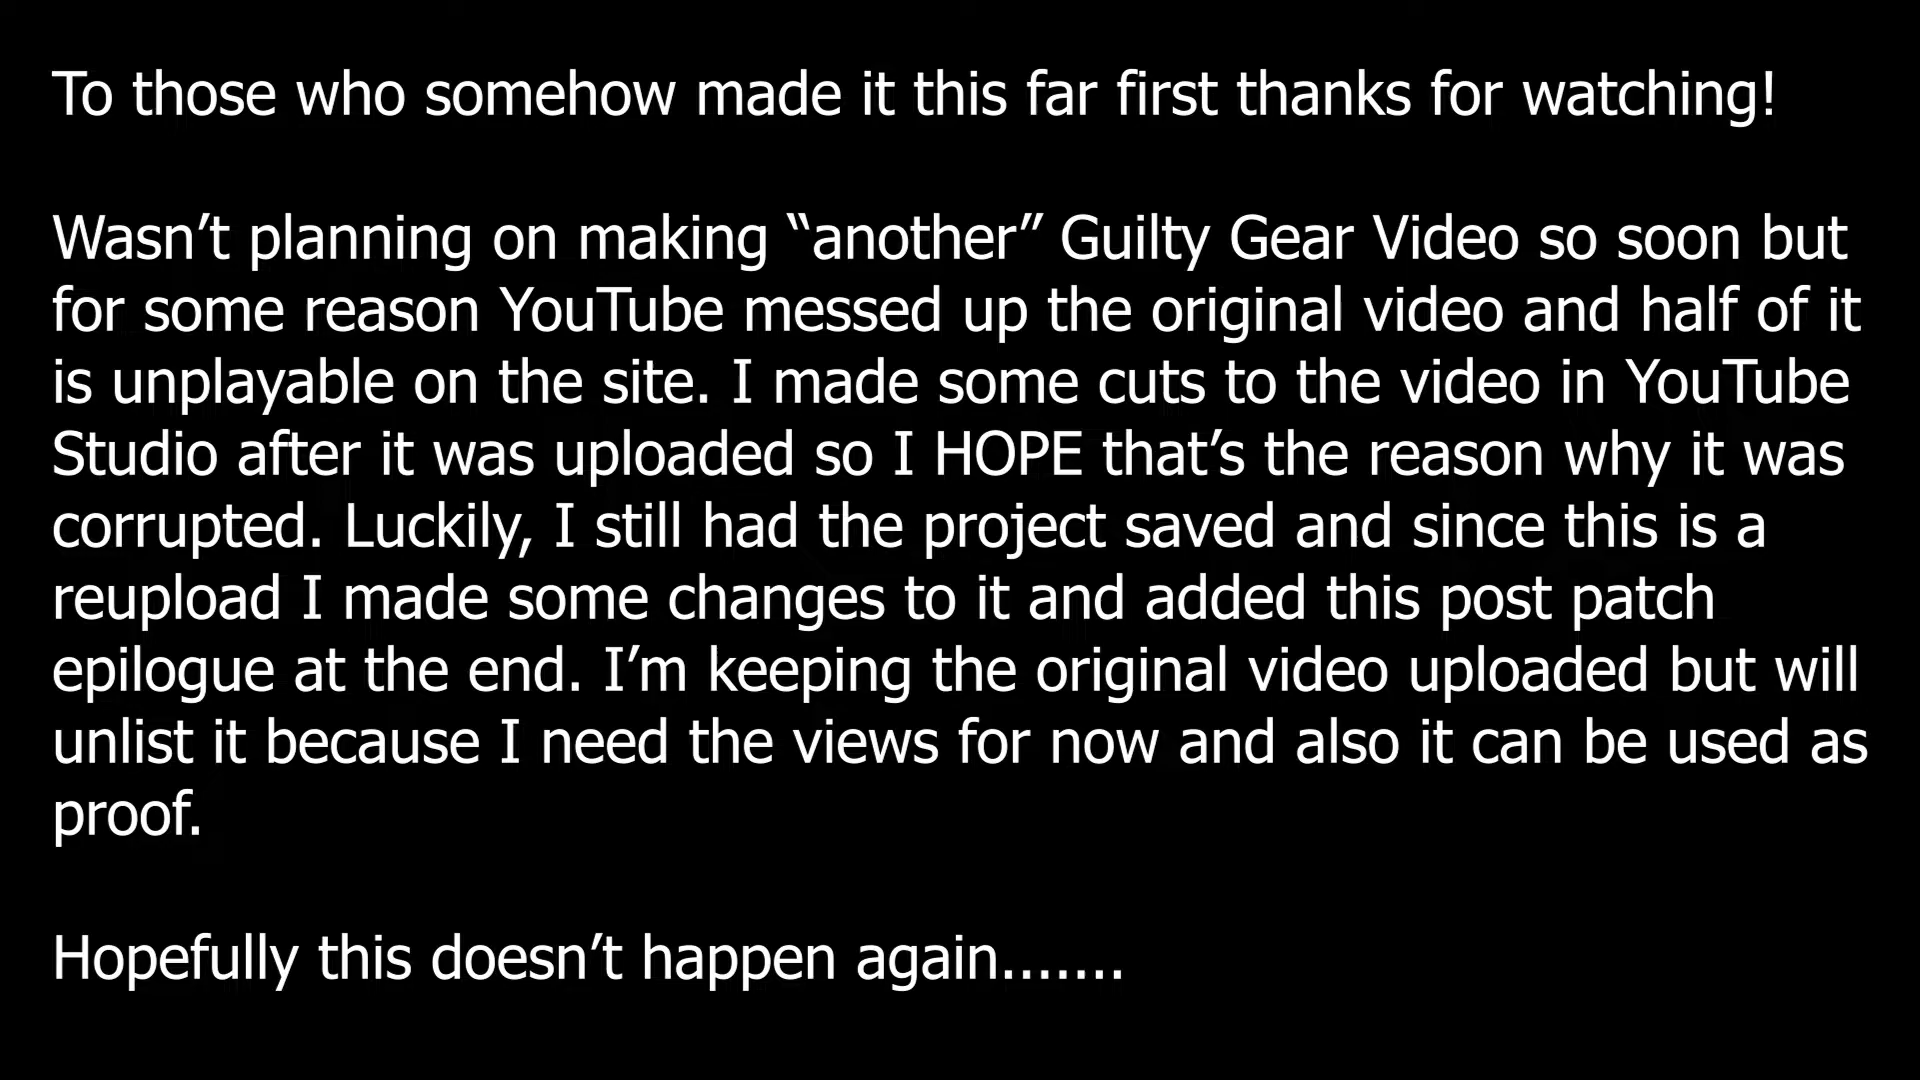 To those who somehow made it this far first thanks for watching!
Wasn’t planning on making “another” Guilty Gear Video so soon but
for some reason YouTube messed up the original video and half of it
is unplayable on the site. I made some cuts to the video in YouTube
Studio after it was uploaded so I HOPE that’s the reason why it was
corrupted. Luckily, I still had the project saved and since this is a
reupload I made some changes to it and added this post patch
epilogue at the end. I’m keeping the original video uploaded but will
unlist it because I need the views for now and also it can be used as
proof.
Hopefully this doesn’t happen again.......